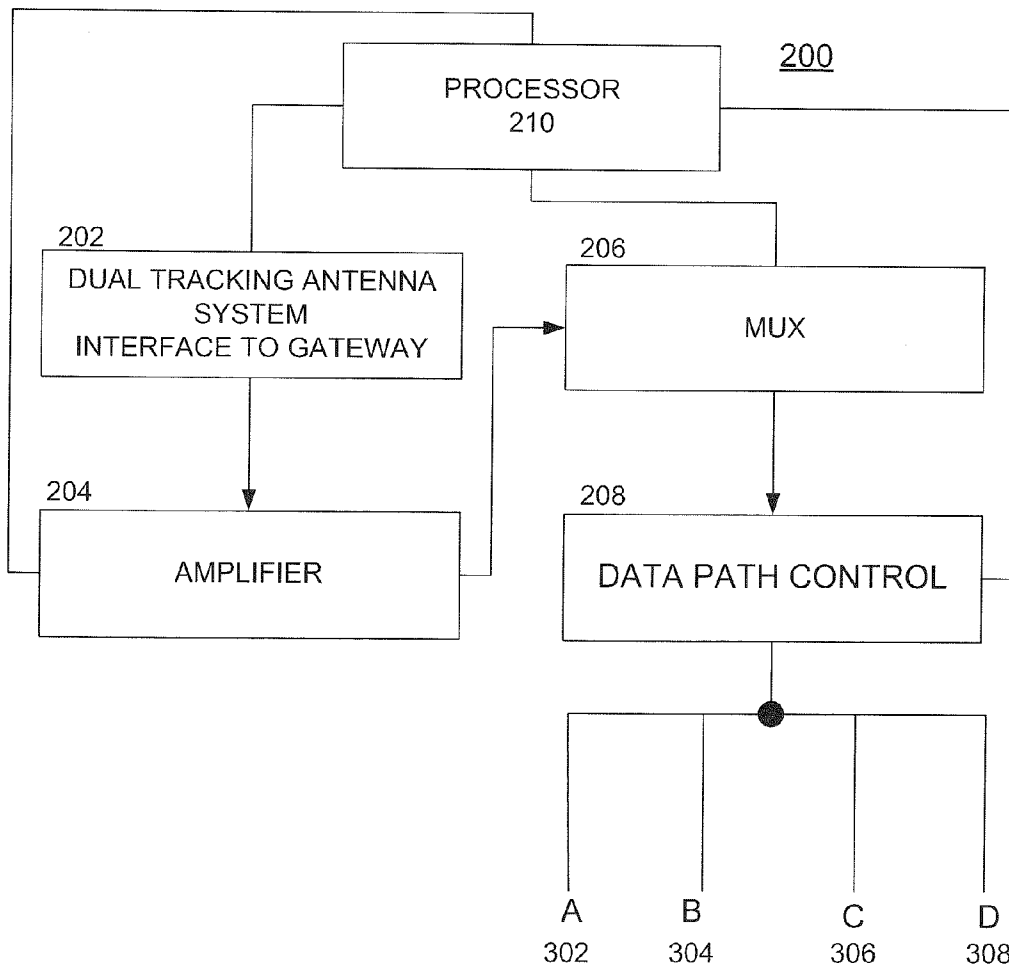 200
PROCESSOR
210
202
DUAL TRACKING ANTENNA
SYSTEM
INTERFACE TO GATEWAY
206
MUX
204
AMPLIFIER
208
DATA PATH CONTROL
A B C D
302 304 306 308